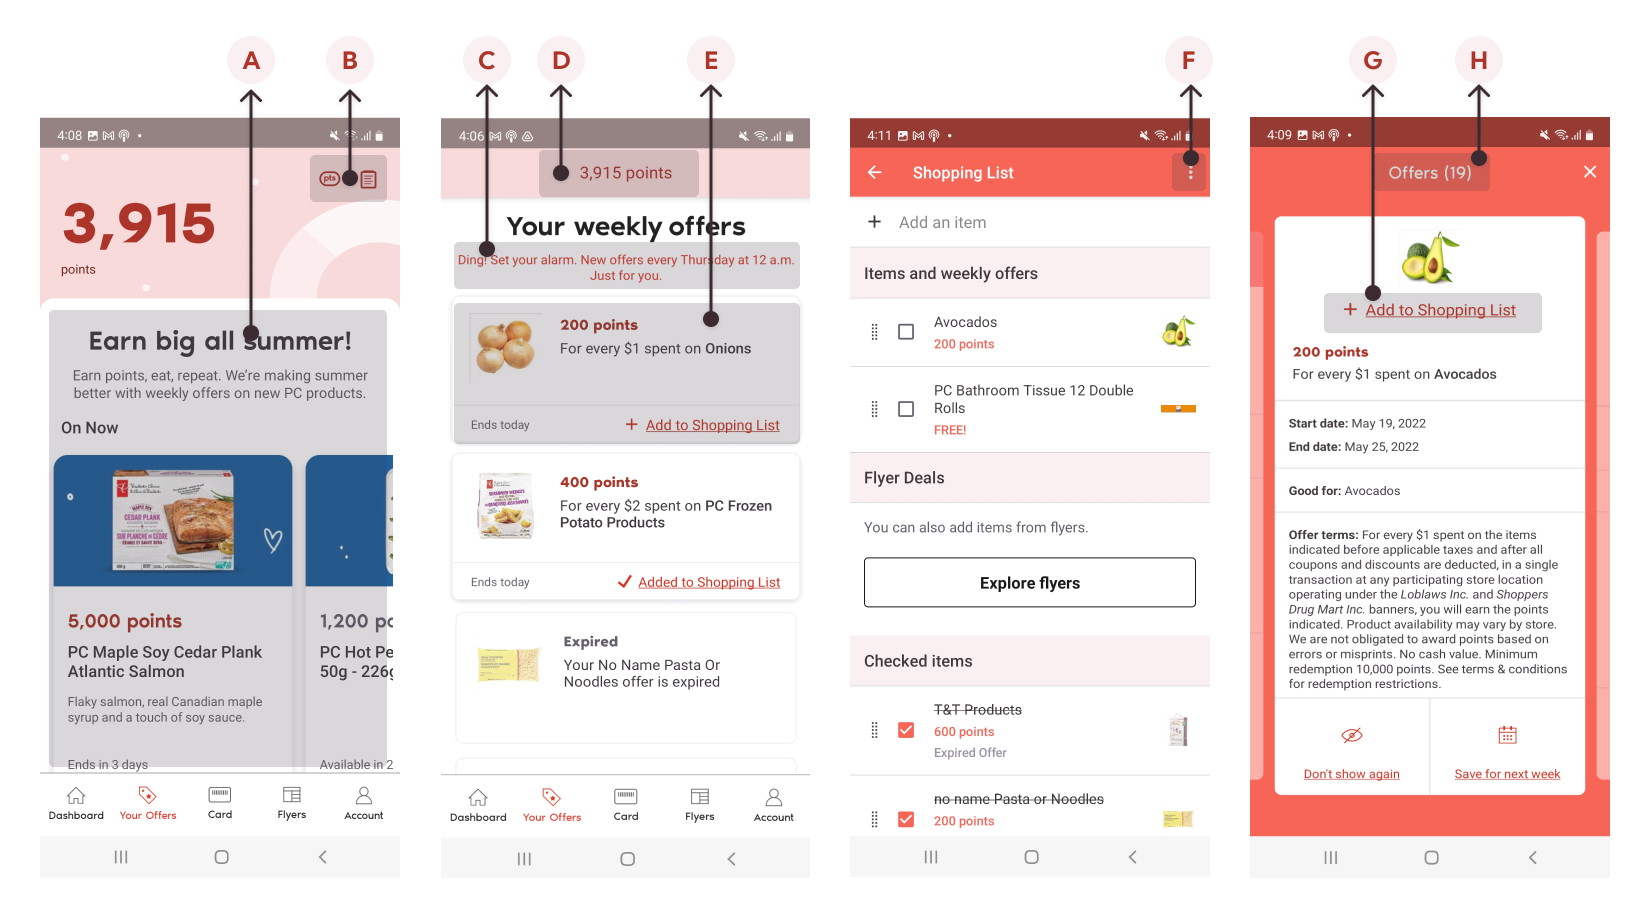 A
B
C
D
E
F
G
H
4:08
pts
3,915
points
Earn big all summer!
Earn points, eat, repeat. We're making summer
better with weekly offers on new PC products.
On Now
CEDAR PLANK
5,000 points
PC Maple Soy Cedar Plank
Atlantic Salmon
Flaky salmon, real Canadian maple
syrup and a touch of soy sauce.
Ends in 3 days
1,200 po
PC Hot Pe
50g - 226g
Available in 2
Dashboard
Your Offers
Card
Flyers
Account
4:06
3,915 points
Your weekly offers
Ding! Set your alarm. New offers every Thursday at 12 a.m.
Just for you.
200 points
For every $1 spent on Onions
Ends today
+ Add to Shopping List
400 points
For every $2 spent on PC Frozen
Potato Products
Ends today
Added to Shopping List
Expired
Your No Name Pasta Or
Noodles offer is expired
Dashboard
Your Offers
Card
Flyers
Account
4:11
Shopping List
+ Add an item
Items and weekly offers
Avocados
200 points
PC Bathroom Tissue 12 Double
Rolls
FREE!
Flyer Deals
You can also add items from flyers.
Explore flyers
Checked items
T&T Products
600 points
Expired Offer
no name Pasta or Noodles
200 points
4:09
Offers (19)
+ Add to Shopping List
200 points
For every $1 spent on Avocados
Start date: May 19, 2022
End date: May 25, 2022
Good for: Avocados
Offer terms: For every $1 spent on the items
indicated before applicable taxes and after all
coupons and discounts are deducted, in a single
transaction at any participating store location
operating under the Loblaws Inc. and Shoppers
Drug Mart Inc. banners, you will earn the points
indicated. Product availability may vary by store.
We are not obligated to award points based on
errors or misprints. No cash value. Minimum
redemption 10,000 points. See terms & conditions
for redemption restrictions.
Don't show again
Save for next week